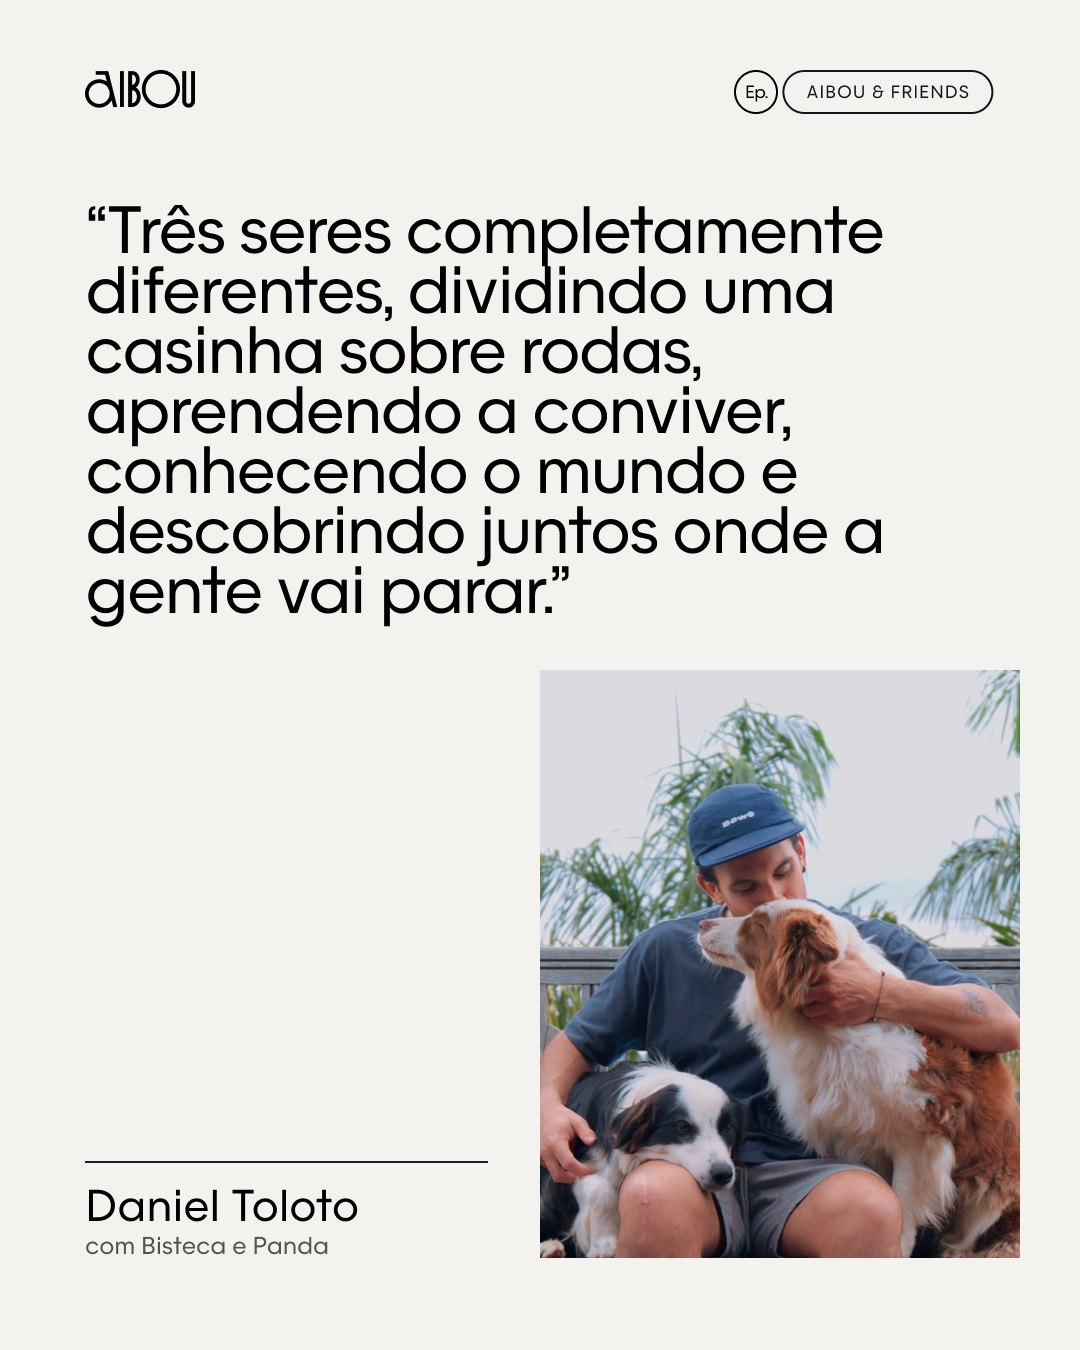 AIBOU
Ep. AIBOU & FRIENDS
“Três seres completamente
diferentes, dividindo uma
casinha sobre rodas,
aprendendo a conviver,
conhecendo o mundo e
descobrindo juntos onde a
gente vai parar.”
sawe
Daniel Toloto
com Bisteca e Panda